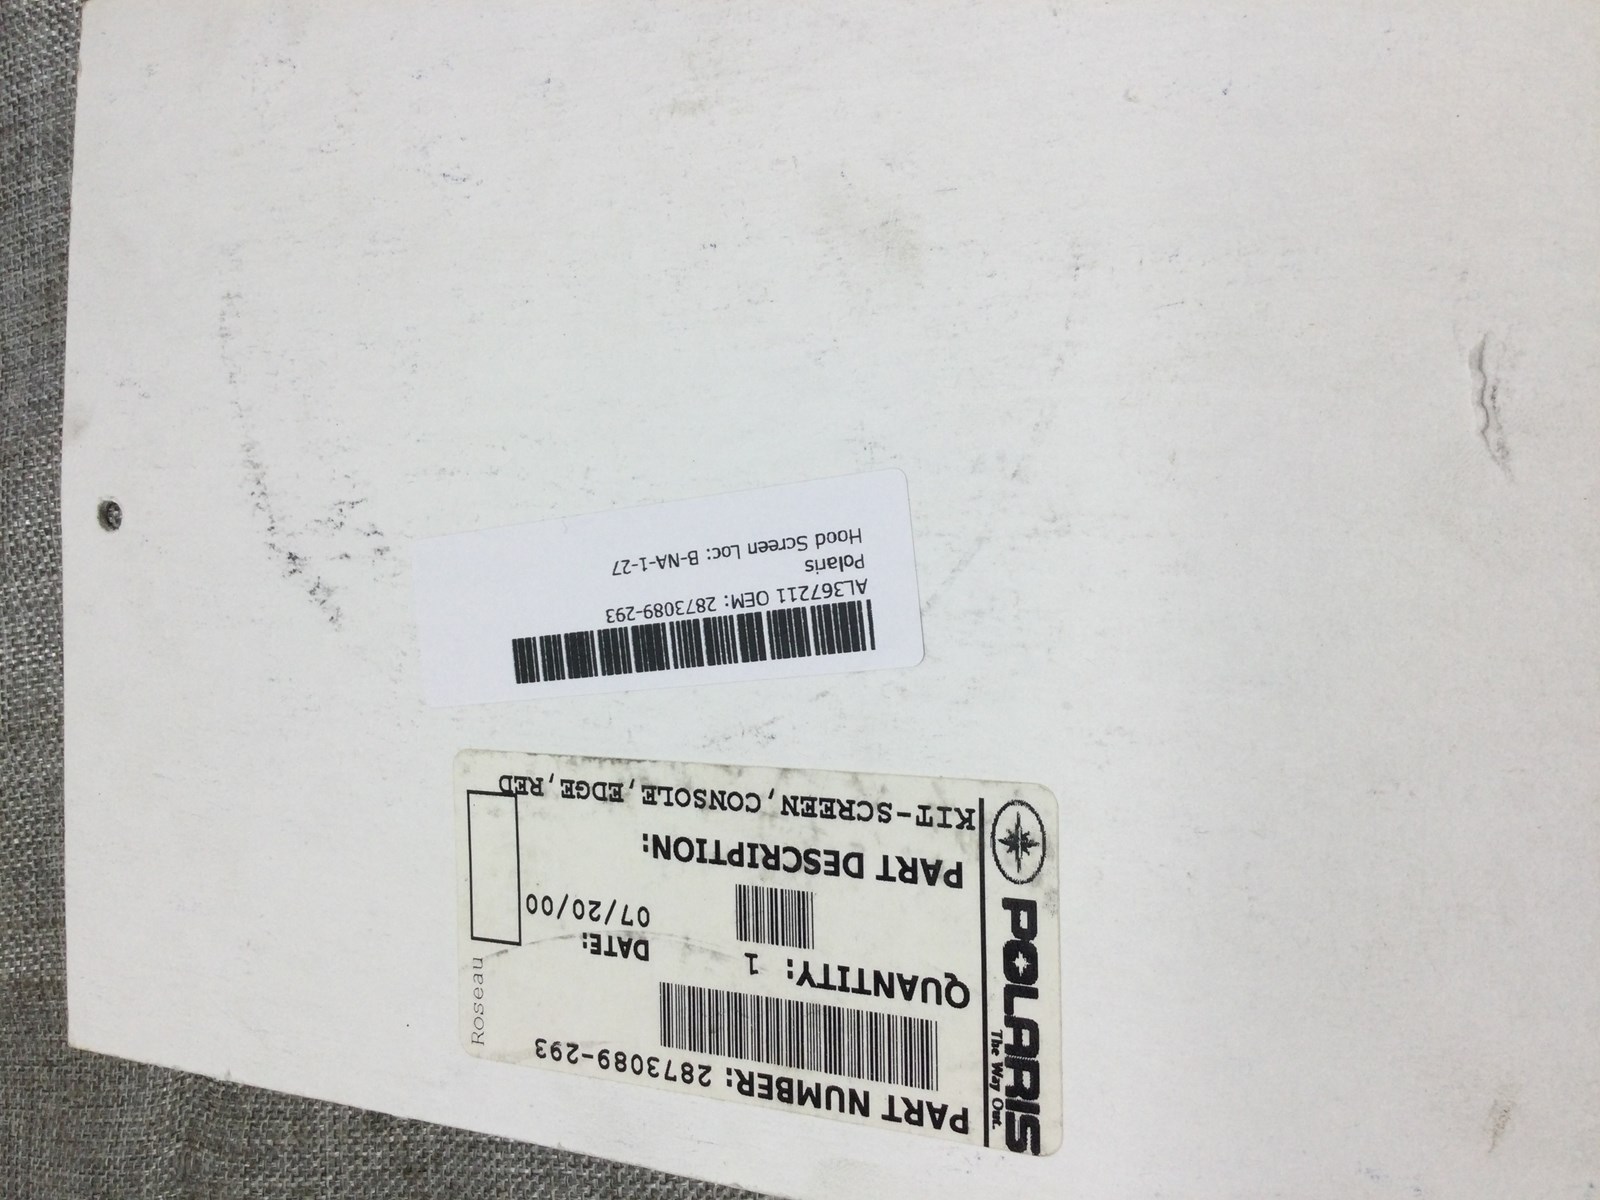 PART NUMBER: 2873089-293
QUANTITY: 1
DATE:
07/20/00
PART DESCRIPTION:
KIT-SCREEN, CONSOLE, EDGE, RED
Roseau
POLARIS
The Way Out.
AL367211 OEM: 2873089-293
Polaris
Hood Screen Loc: B-NA-1-27